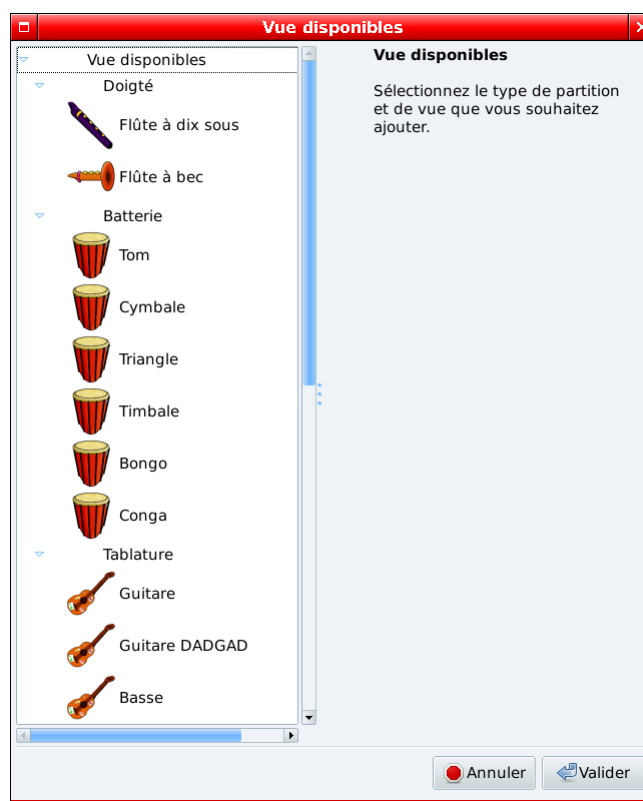 Vue disponibles
Vue disponibles
Doigté
Flûte à dix sous
Flûte à bec
Batterie
Tom
Cymbale
Triangle
Timbale
Bongo
Conga
Tablature
Guitare
Guitare DADGAD
Basse
Vue disponibles
Sélectionnez le type de partition
et de vue que vous souhaitez
ajouter.
Annuler
Valider